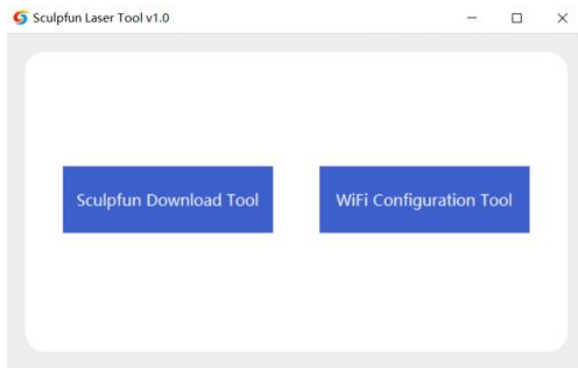 Sculpfun Laser Tool v1.0
Sculpfun Download Tool
WiFi Configuration Tool